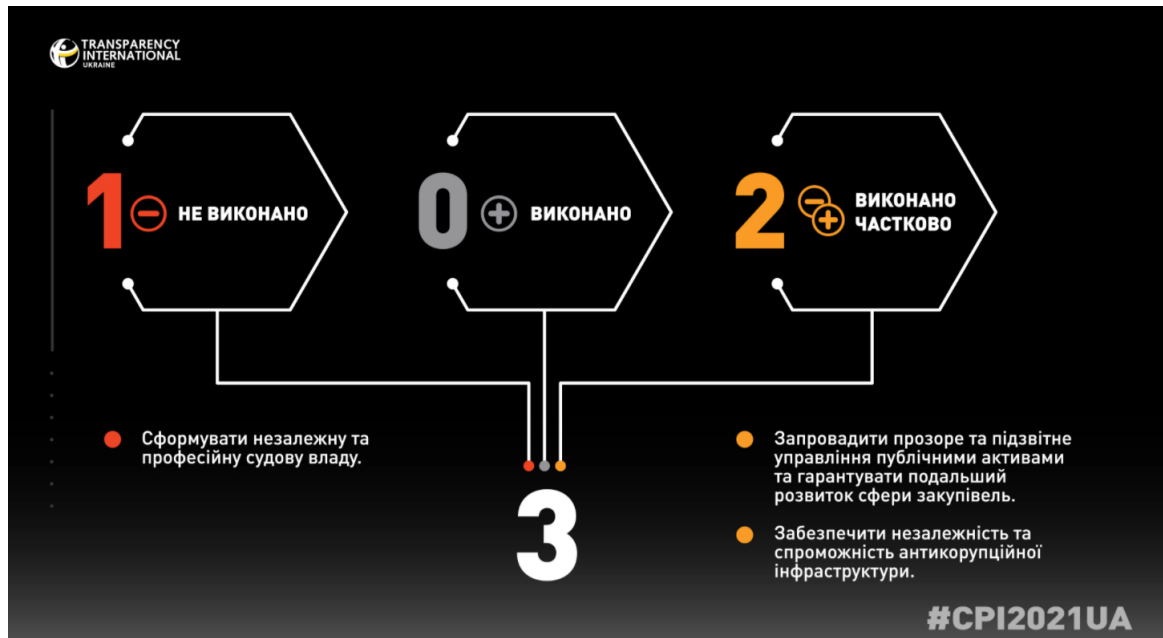 TRANSPARENCY
INTERNATIONAL
UKRAINE
1 НЕ ВИКОНАНО
0 ВИКОНАНО
2 ВИКОНАНО
ЧАСТКОВО
Сформувати незалежну та
професійну судову владу.
3
Запровадити прозоре та підзвітне
управління публічними активами
та гарантувати подальший
розвиток сфери закупівель.
Забезпечити незалежність та
спроможність антикорупційної
інфраструктури.
#CPI2021UA